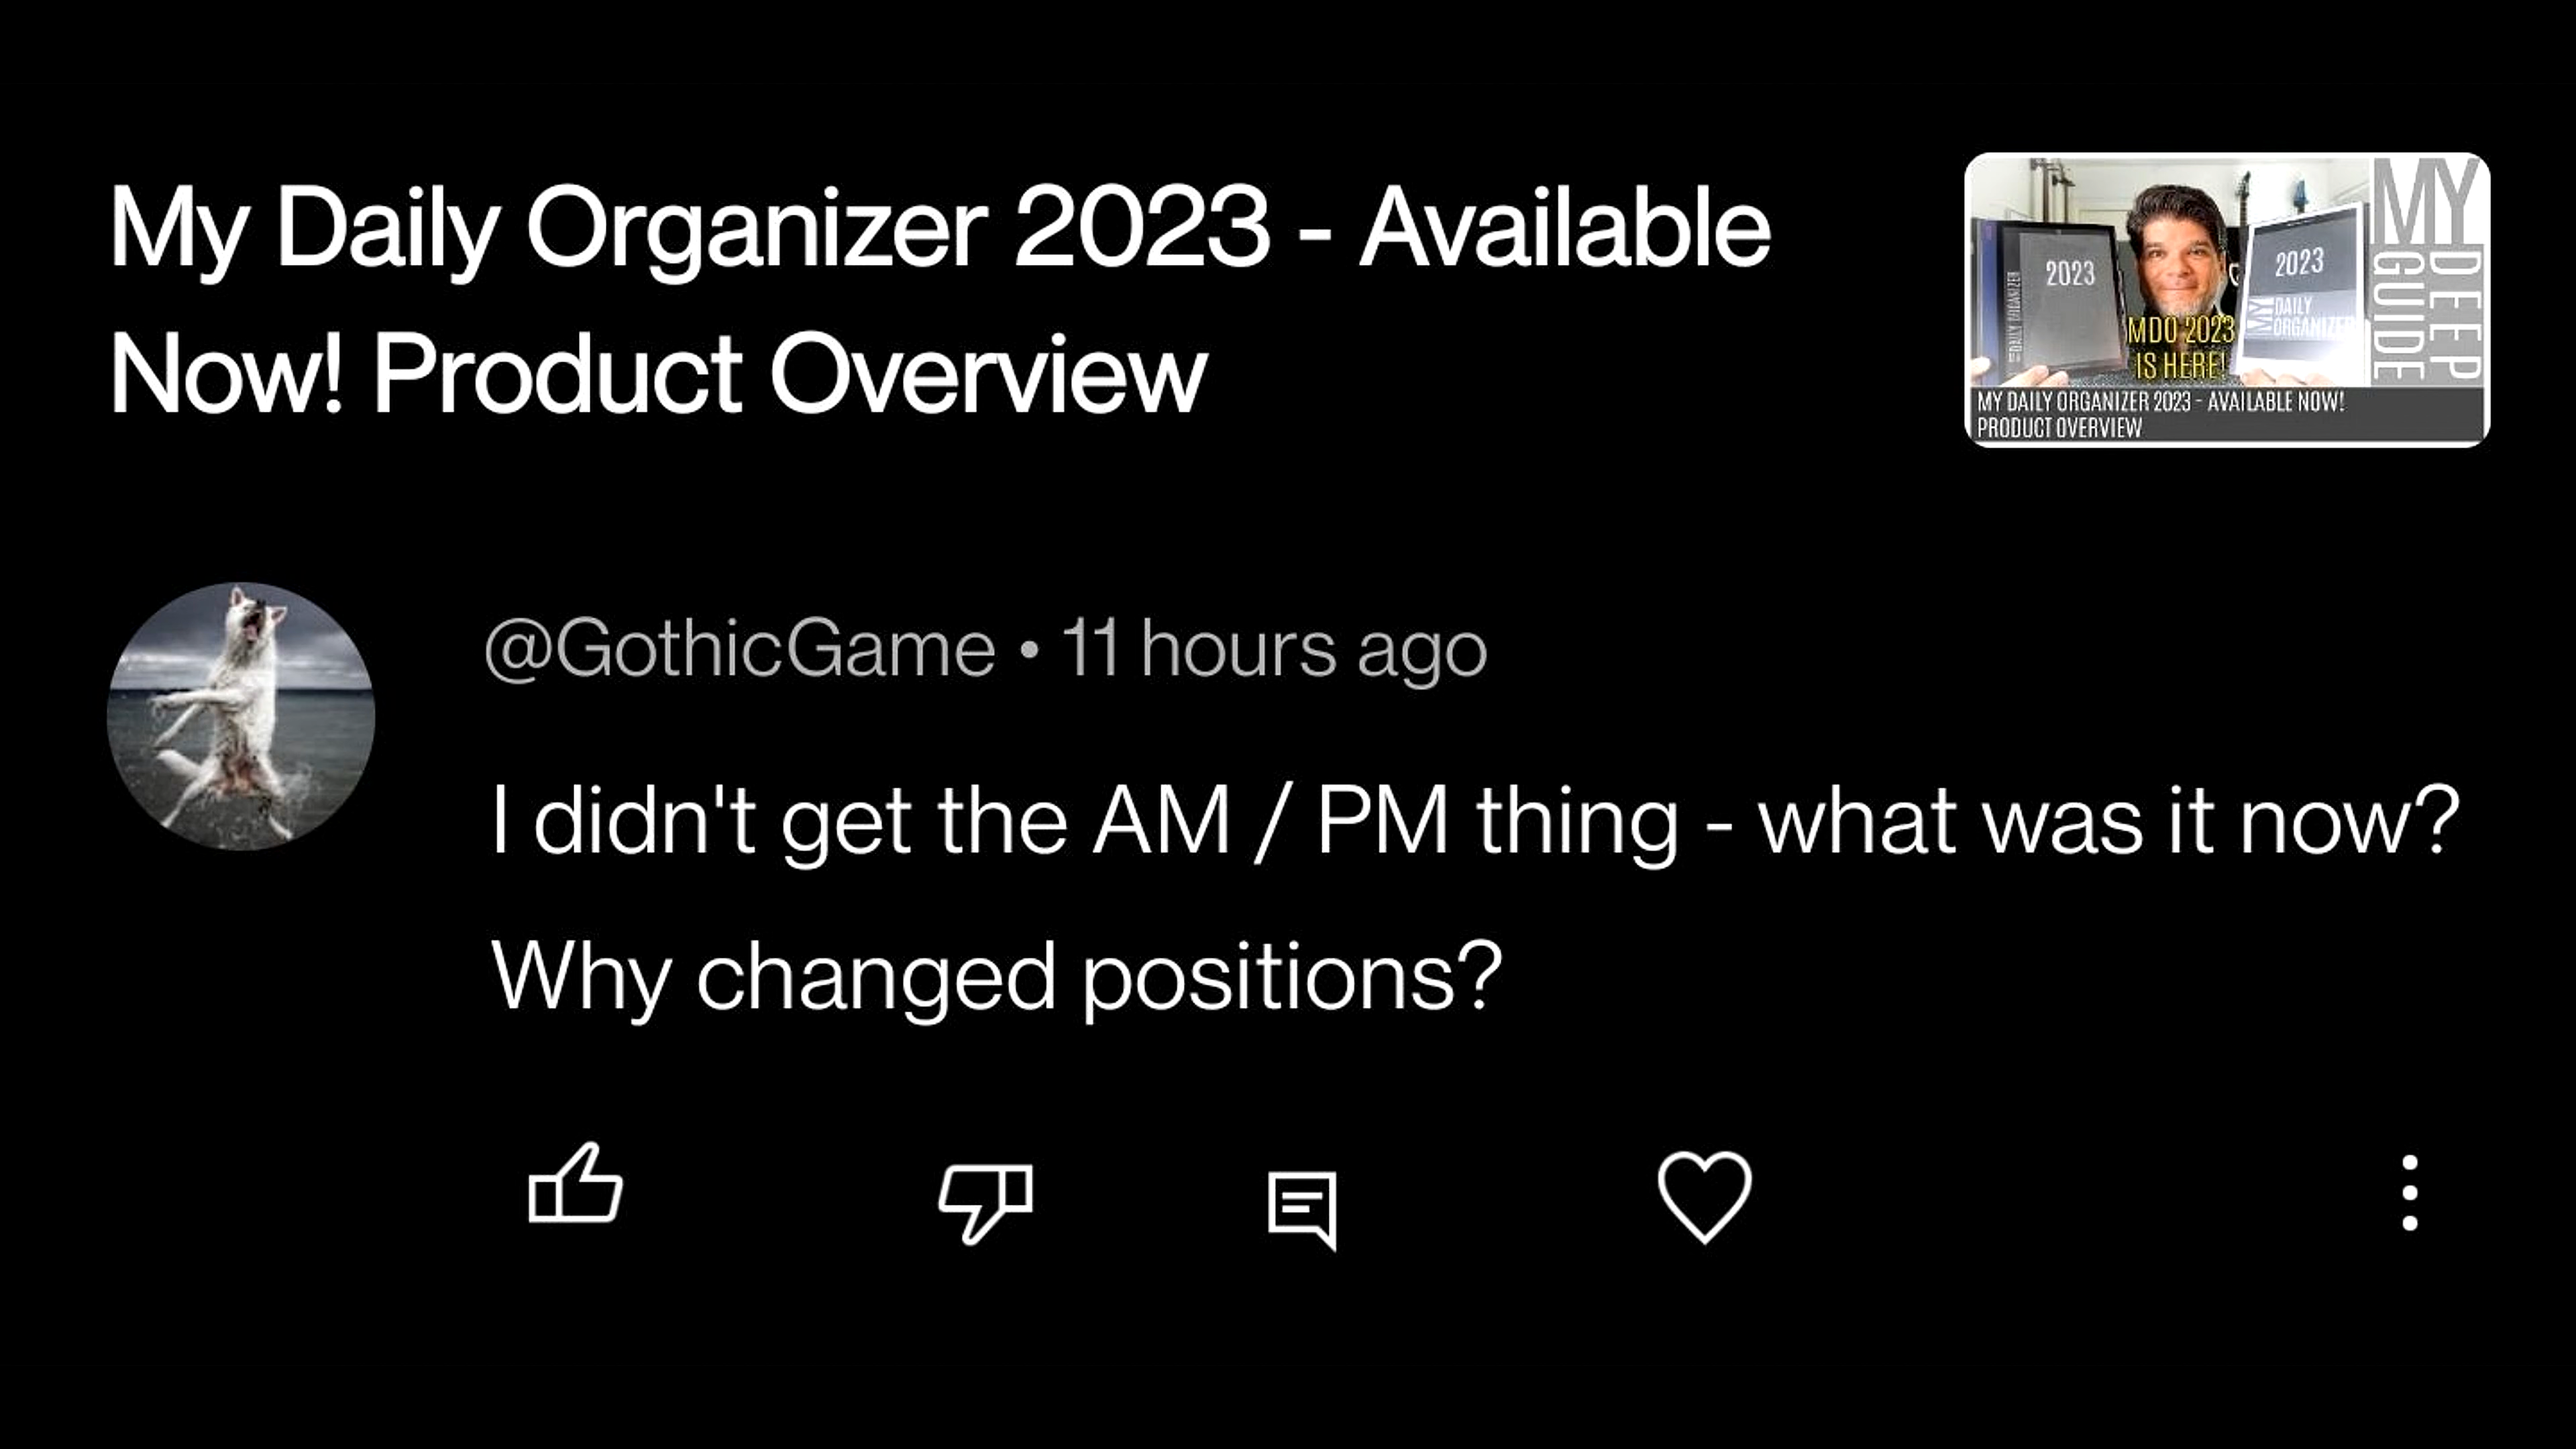 My Daily Organizer 2023 - Available
Now! Product Overview
2023
2023
MY DAILY
ORGANIZER
MDO 2023
IS HERE!
MY
DEEP
GUIDE
MY DAILY ORGANIZER 2023 - AVAILABLE NOW!
PRODUCT OVERVIEW
@GothicGame • 11 hours ago
I didn't get the AM / PM thing - what was it now?
Why changed positions?